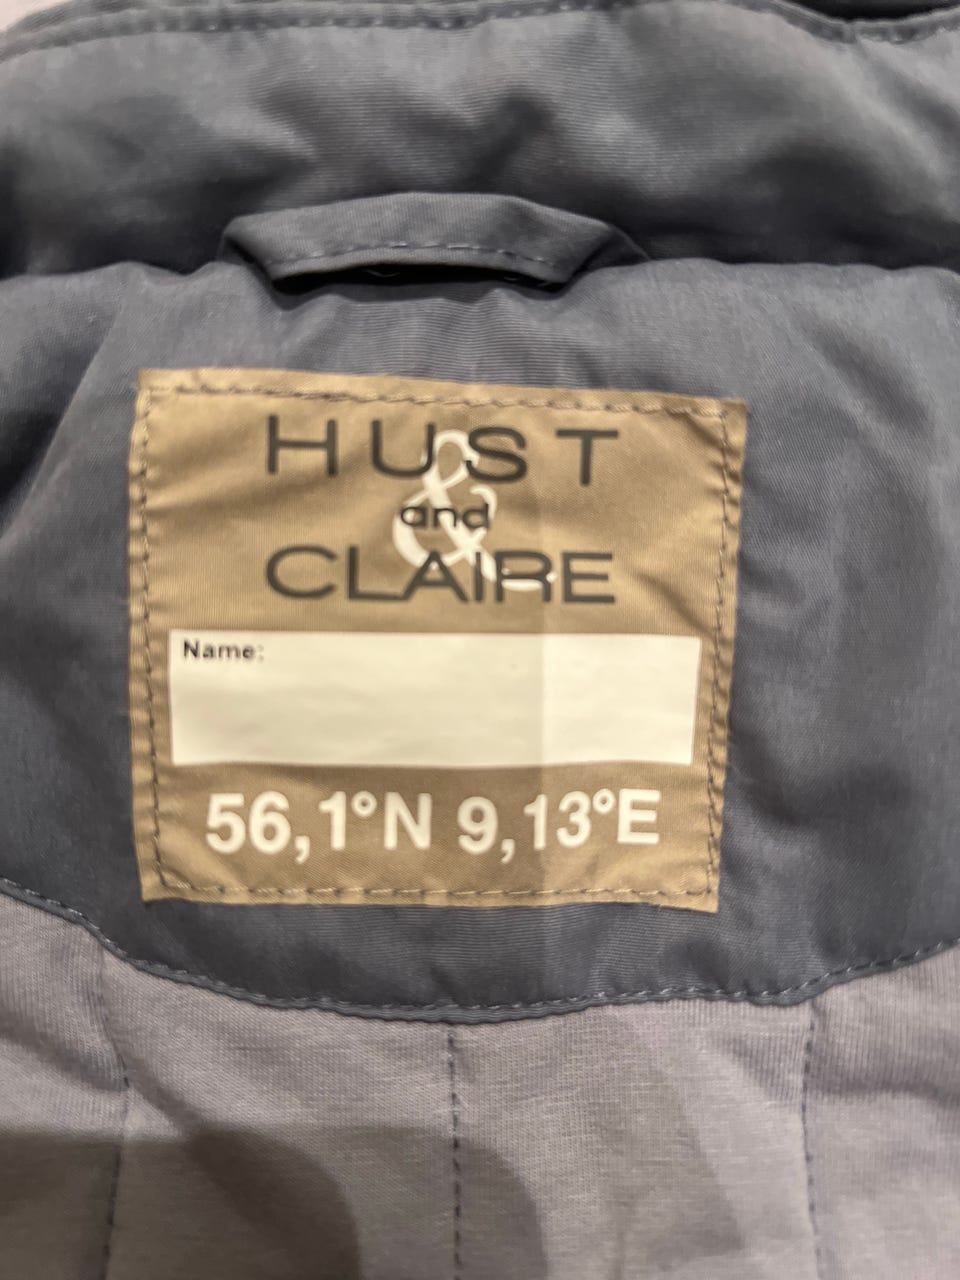 HUST
&
and
CLAIRE
Name:
56,1°N 9,13°E